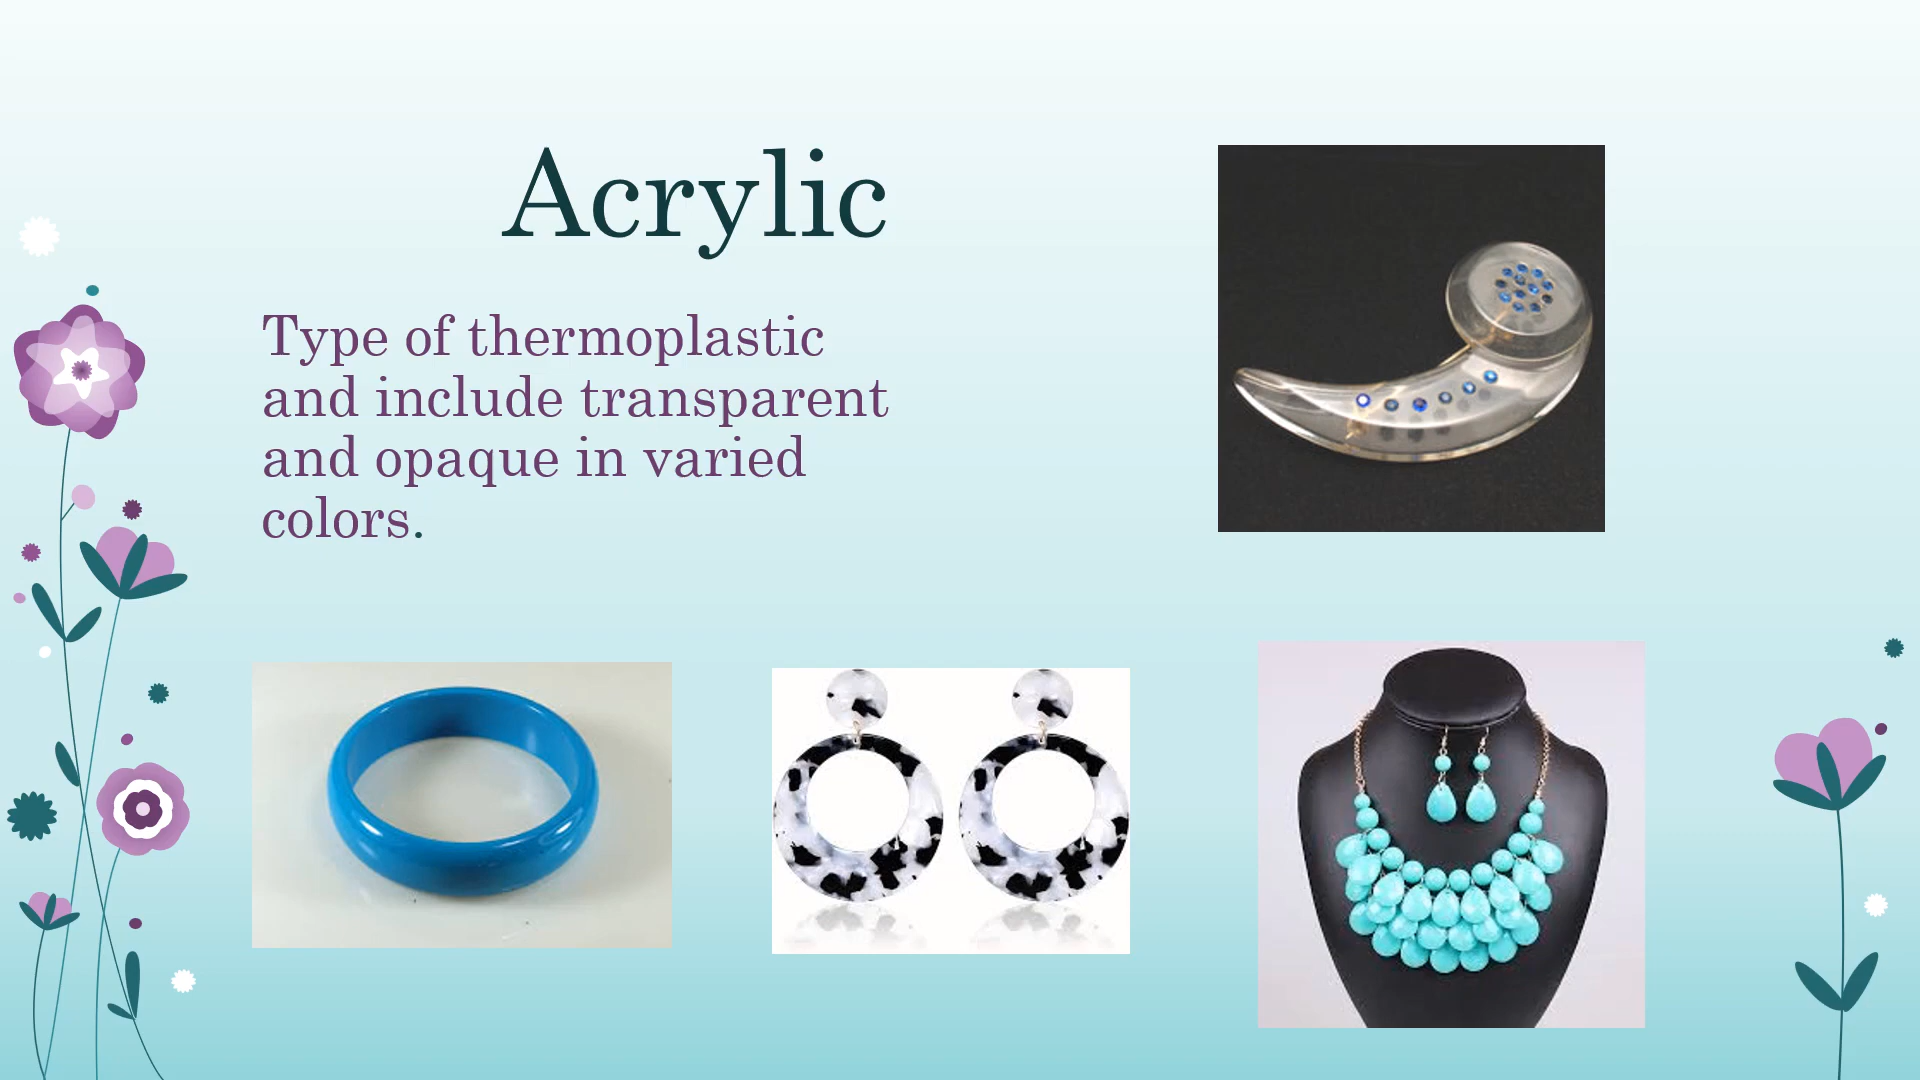 Acrylic
Type of thermoplastic
and include transparent
and opaque in varied
colors.